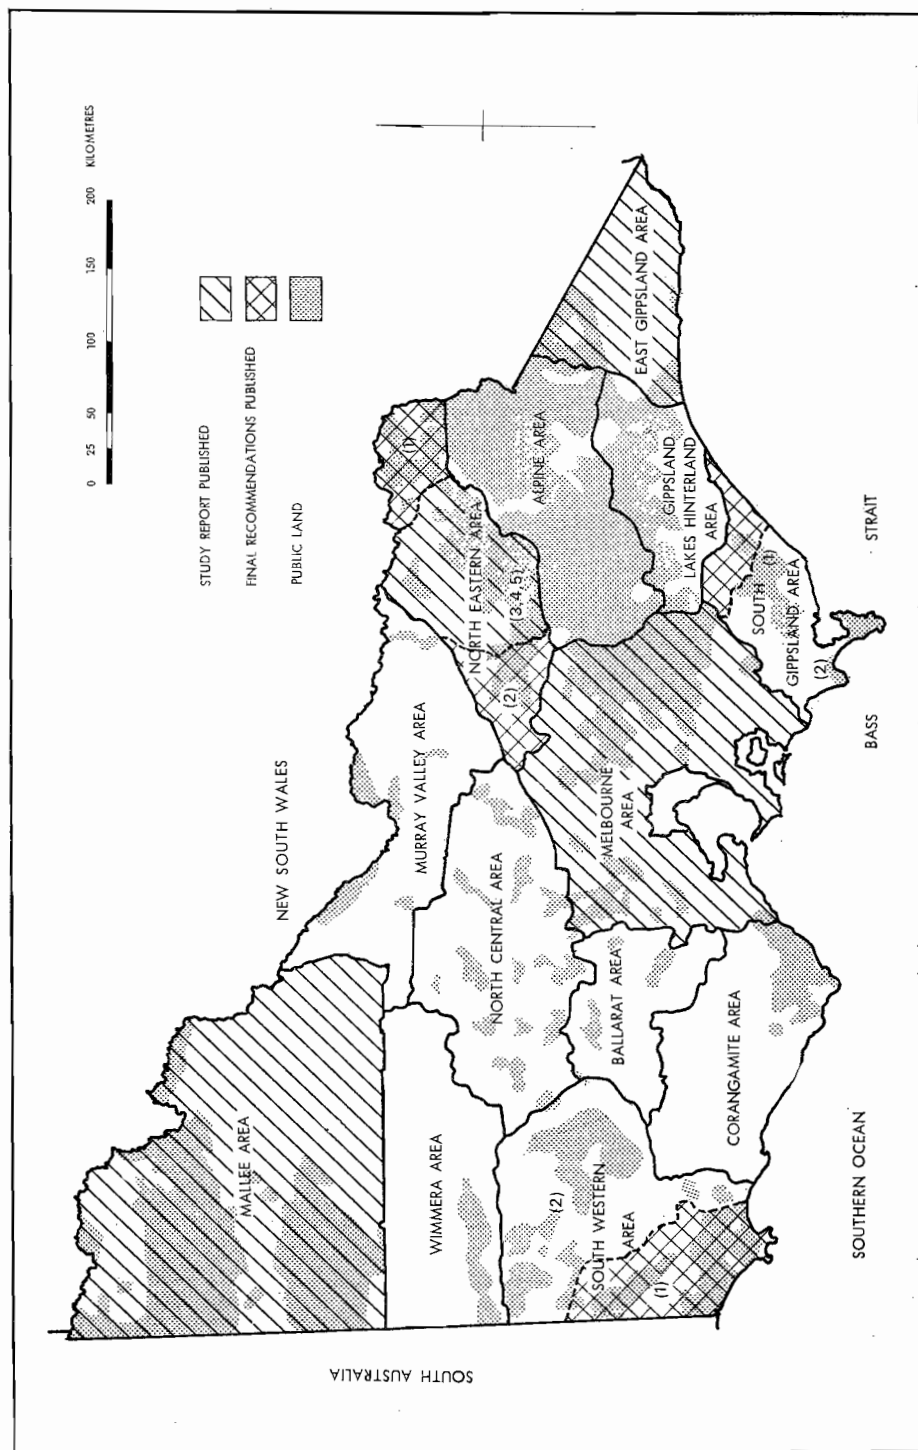 0 25 50 100 150 200 KILOMETRES
STUDY REPORT PUBLISHED
FINAL RECOMMENDATIONS PUBLISHED
PUBLIC LAND
SOUTH AUSTRALIA
NEW SOUTH WALES
MALLEE AREA
WIMMERA AREA
MURRAY VALLEY AREA
NORTH CENTRAL AREA
NORTH EASTERN AREA
(1)
(2)
(3,4,5)
ALPINE AREA
EAST GIPPSLAND AREA
GIPPSLAND
LAKES HINTERLAND
AREA
SOUTH
(1)
GIPPSLAND AREA
(2)
MELBOURNE
AREA
BALLARAT AREA
CORANGAMITE AREA
(2)
SOUTH WESTERN
AREA
(1)
SOUTHERN OCEAN
BASS STRAIT